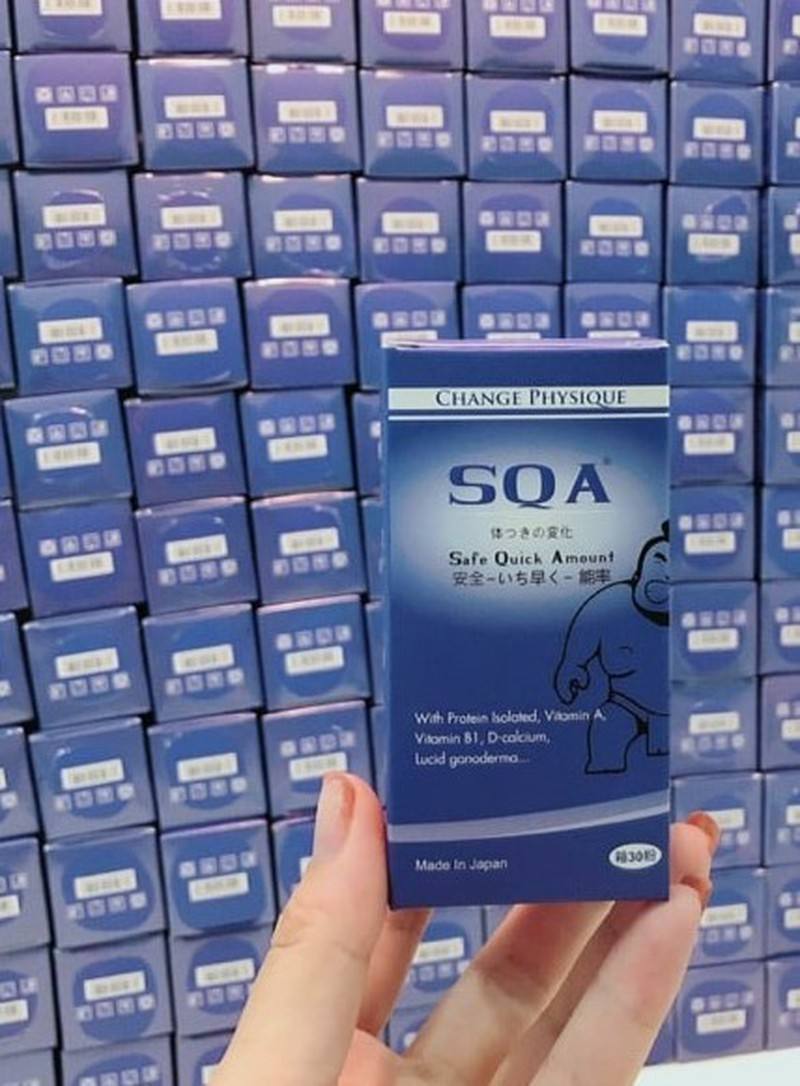 CHANGE PHYSIQUE
SQA
体つきの変化
Safe Quick Amount
安全-いち早く- 能率
With Protein Isolated, Vitamin A,
Vitamin B1, D-calcium,
Lucid ganoderma...
Made In Japan
箱30粉